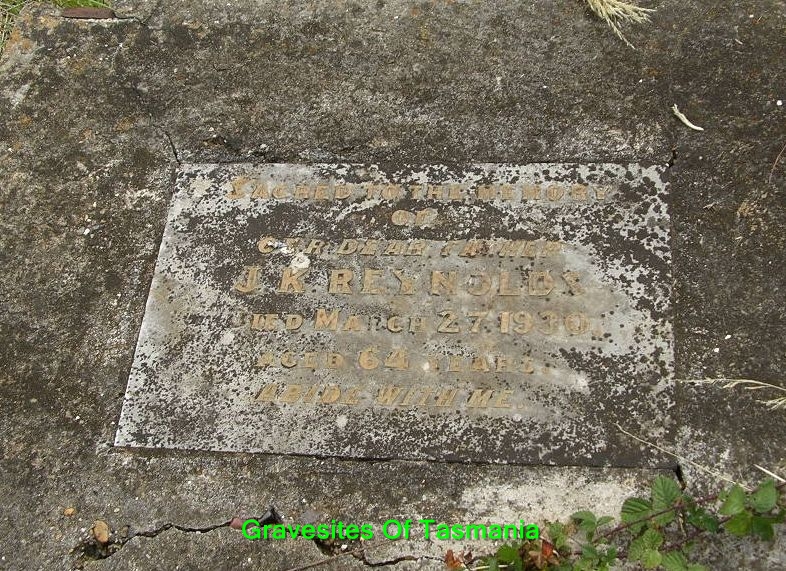 SACRED TO THE MEMORY
OF
OUR DEAR FATHER
J. K. REYNOLDS
DIED MARCH 27. 1930.
AGED 64 YEARS.
ABIDE WITH ME.
Gravesites Of Tasmania